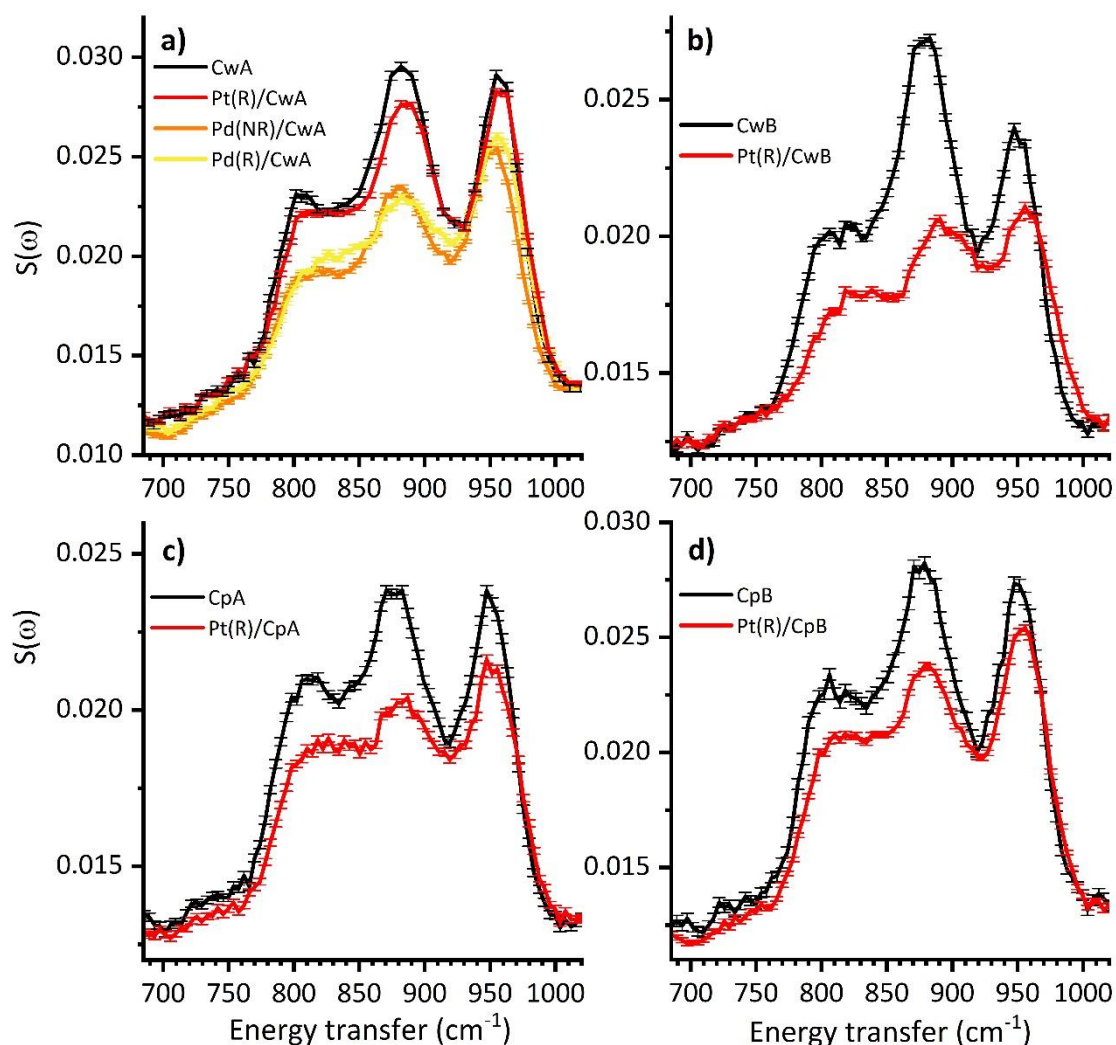 a)
CwA
Pt(R)/CwA
Pd(NR)/CwA
Pd(R)/CwA
0.030
0.025
0.020
0.015
0.010
S(ω)
700 750 800 850 900 950 1000
b)
CwB
Pt(R)/CwB
0.025
0.020
0.015
700 750 800 850 900 950 1000
c)
CpA
Pt(R)/CpA
0.025
0.020
0.015
S(ω)
700 750 800 850 900 950 1000
Energy transfer (cm⁻¹)
d)
CpB
Pt(R)/CpB
0.030
0.025
0.020
0.015
700 750 800 850 900 950 1000
Energy transfer (cm⁻¹)